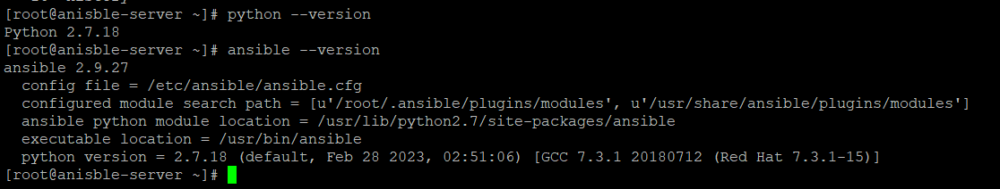 [root@anisble-server ~]# python --version
Python 2.7.18
[root@anisble-server ~]# ansible --version
ansible 2.9.27
  config file = /etc/ansible/ansible.cfg
  configured module search path = [u'/root/.ansible/plugins/modules', u'/usr/share/ansible/plugins/modules']
  ansible python module location = /usr/lib/python2.7/site-packages/ansible
  executable location = /usr/bin/ansible
  python version = 2.7.18 (default, Feb 28 2023, 02:51:06) [GCC 7.3.1 20180712 (Red Hat 7.3.1-15)]
[root@anisble-server ~]#